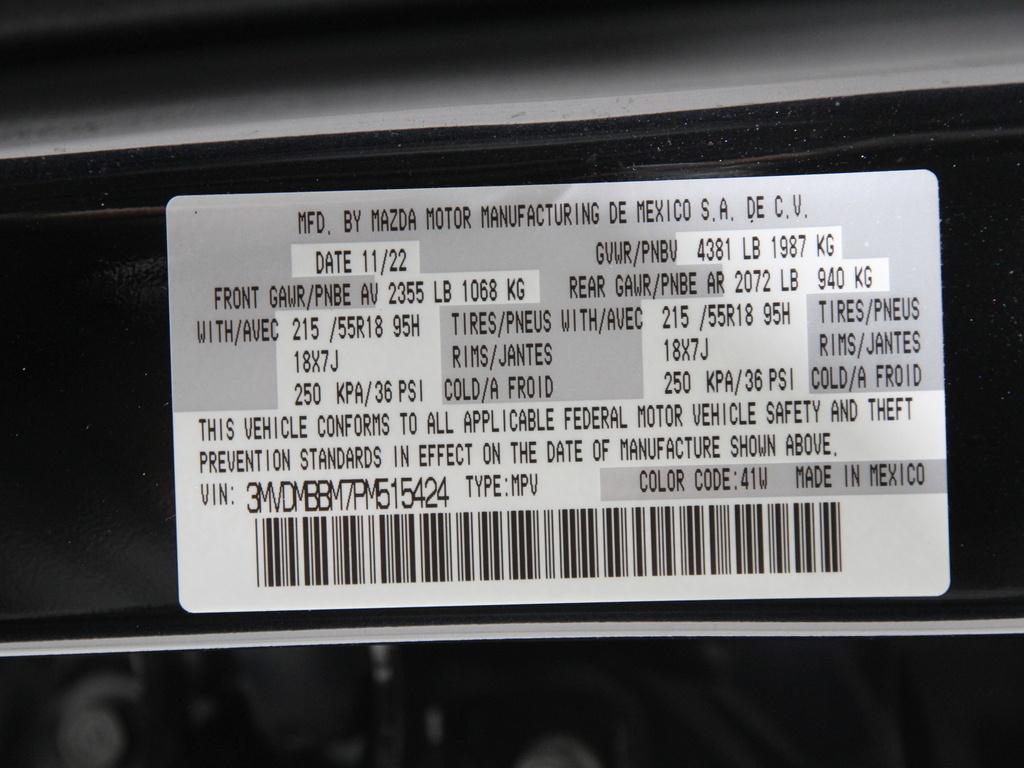 MFD. BY MAZDA MOTOR MANUFACTURING DE MEXICO S.A. DE C.V.
DATE 11/22 GVWR/PNBV 4381 LB 1987 KG
FRONT GAWR/PNBE AV 2355 LB 1068 KG REAR GAWR/PNBE AR 2072 LB 940 KG
WITH/AVEC 215 /55R18 95H TIRES/PNEUS WITH/AVEC 215 /55R18 95H TIRES/PNEUS
18X7J RIMS/JANTES 18X7J RIMS/JANTES
250 KPA/36 PSI COLD/A FROID 250 KPA/36 PSI COLD/A FROID
THIS VEHICLE CONFORMS TO ALL APPLICABLE FEDERAL MOTOR VEHICLE SAFETY AND THEFT
PREVENTION STANDARDS IN EFFECT ON THE DATE OF MANUFACTURE SHOWN ABOVE.
VIN: 3MVDMBBM7PM515424 TYPE:MPV COLOR CODE:41W MADE IN MEXICO